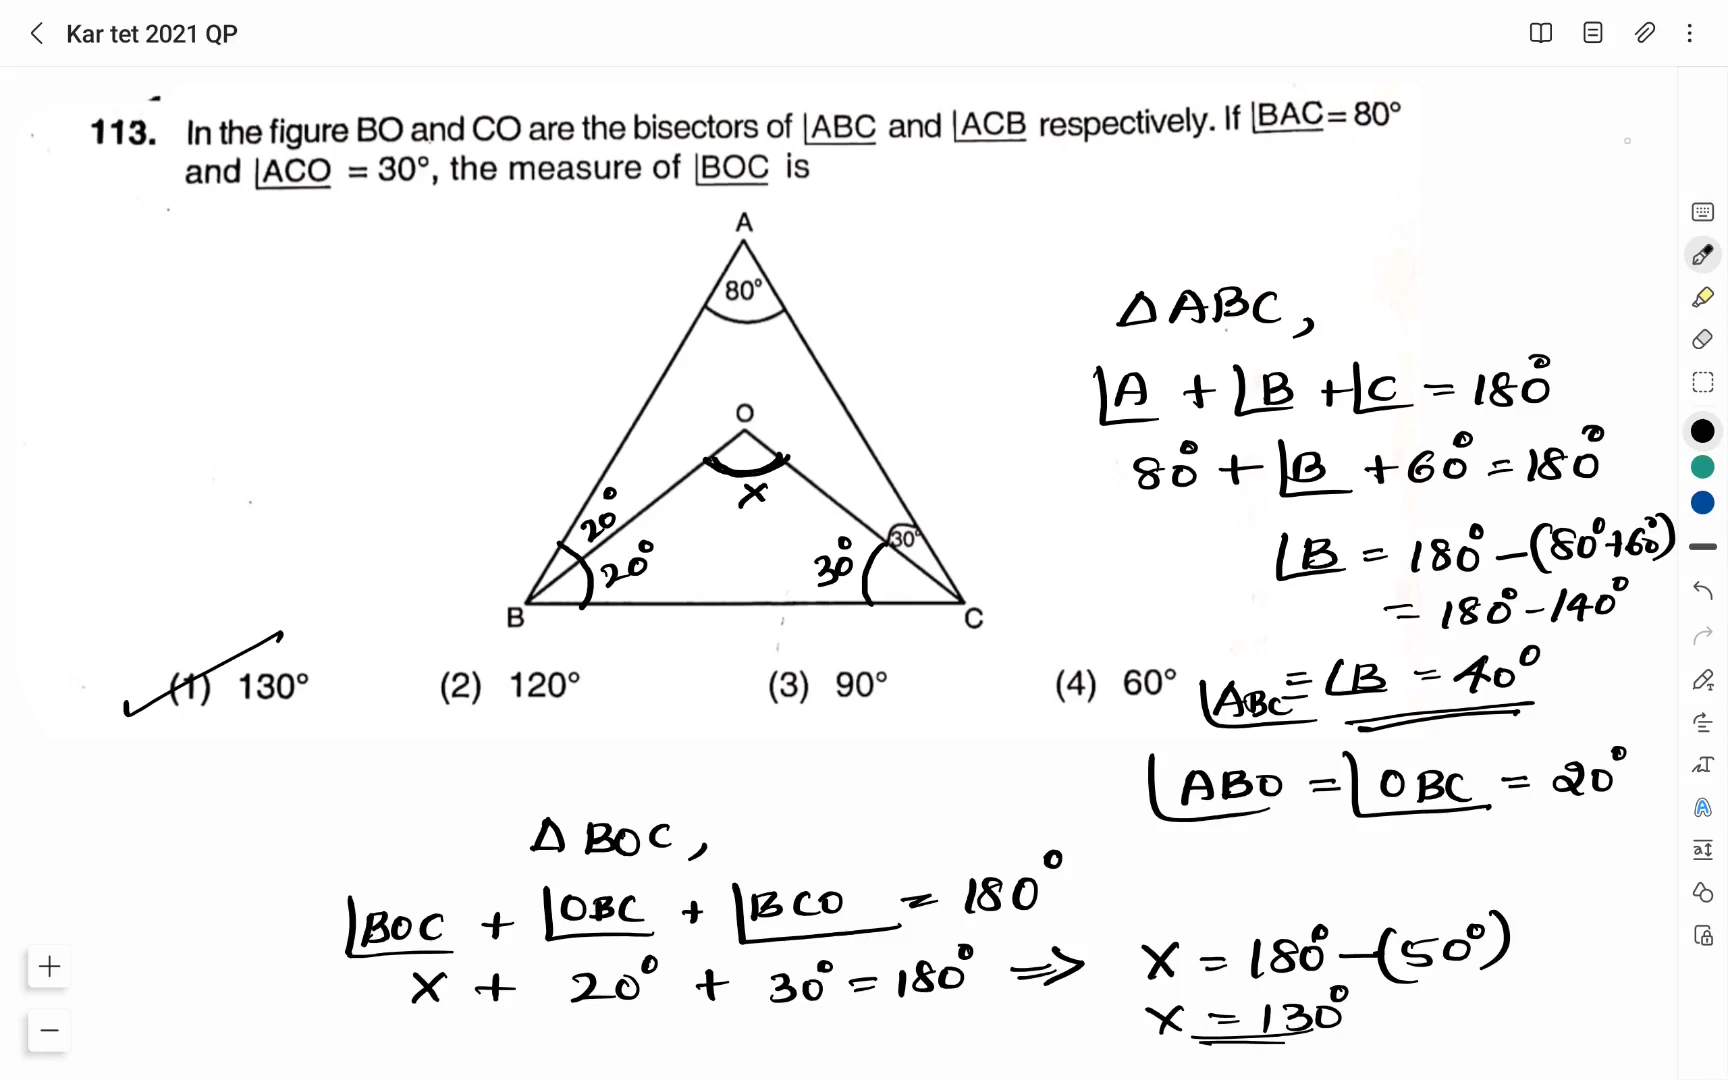 Kar tet 2021 QP
113. In the figure BO and CO are the bisectors of ∠ABC and ∠ACB respectively. If ∠BAC = 80°
and ∠ACO = 30°, the measure of ∠BOC is
A
80°
O
x
20°
20°
30°
30°
B
C
(1) 130° (2) 120° (3) 90° (4) 60°
△ABC,
∠A + ∠B + ∠C = 180°
80° + ∠B + 60° = 180°
∠B = 180° - (80° + 60°)
= 180° - 140°
∠ABC = ∠B = 40°
∠ABO = ∠OBC = 20°
△BOC,
∠BOC + ∠OBC + ∠BCO = 180°
x + 20° + 30° = 180° ⇒ x = 180° - (50°)
x = 130°